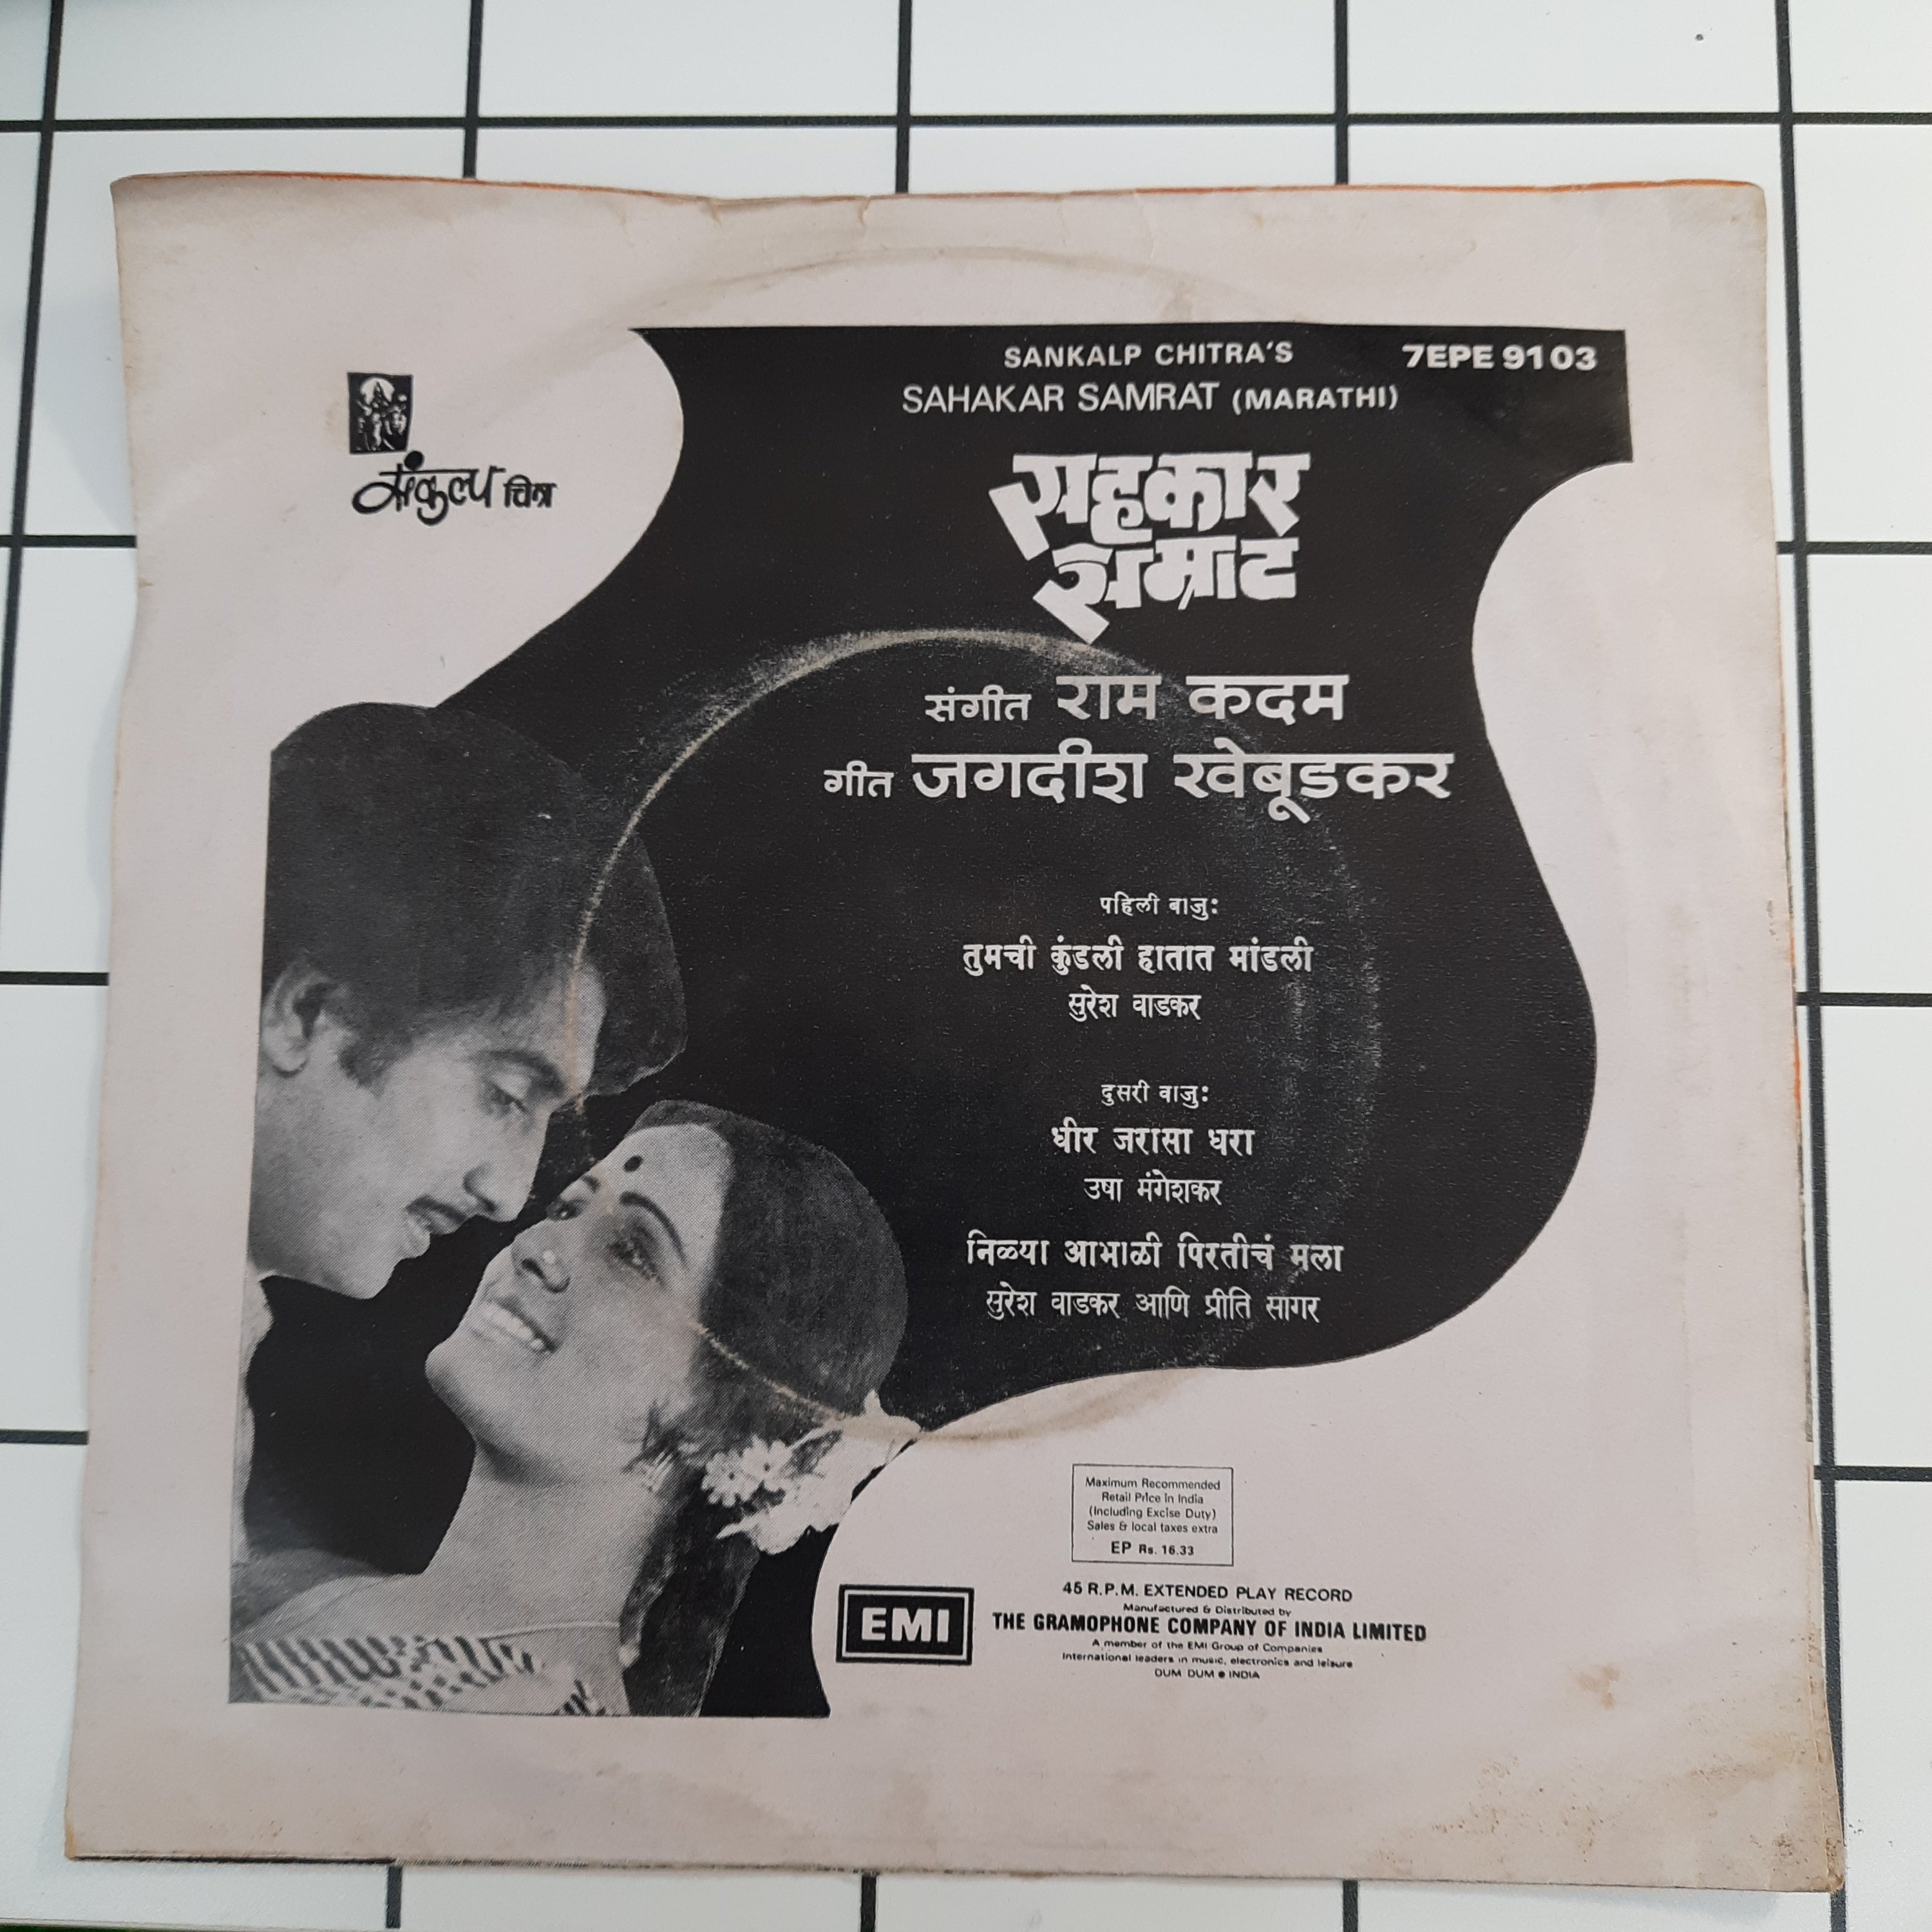 SANKALP CHITRA'S
7EPE 9103
SAHAKAR SAMRAT (MARATHI)
संकल्प चित्र
सहकार
सम्राट
संगीत राम कदम
गीत जगदीश खेबूडकर
पहिली बाजु:
तुमची कुंडली हातात मांडली
सुरेश वाडकर
दुसरी बाजु:
धीर जरासा धरा
उषा मंगेशकर
निळ्या आभाळी पिरतीचं मला
सुरेश वाडकर आणि प्रीति सागर
Maximum Recommended
Retail Price in India
(Including Excise Duty)
Sales & local taxes extra
EP Rs. 16.33
EMI
45 R.P.M. EXTENDED PLAY RECORD
Manufactured & Distributed by
THE GRAMOPHONE COMPANY OF INDIA LIMITED
A member of the EMI Group of Companies
International leaders in music, electronics and leisure
DUM DUM ● INDIA